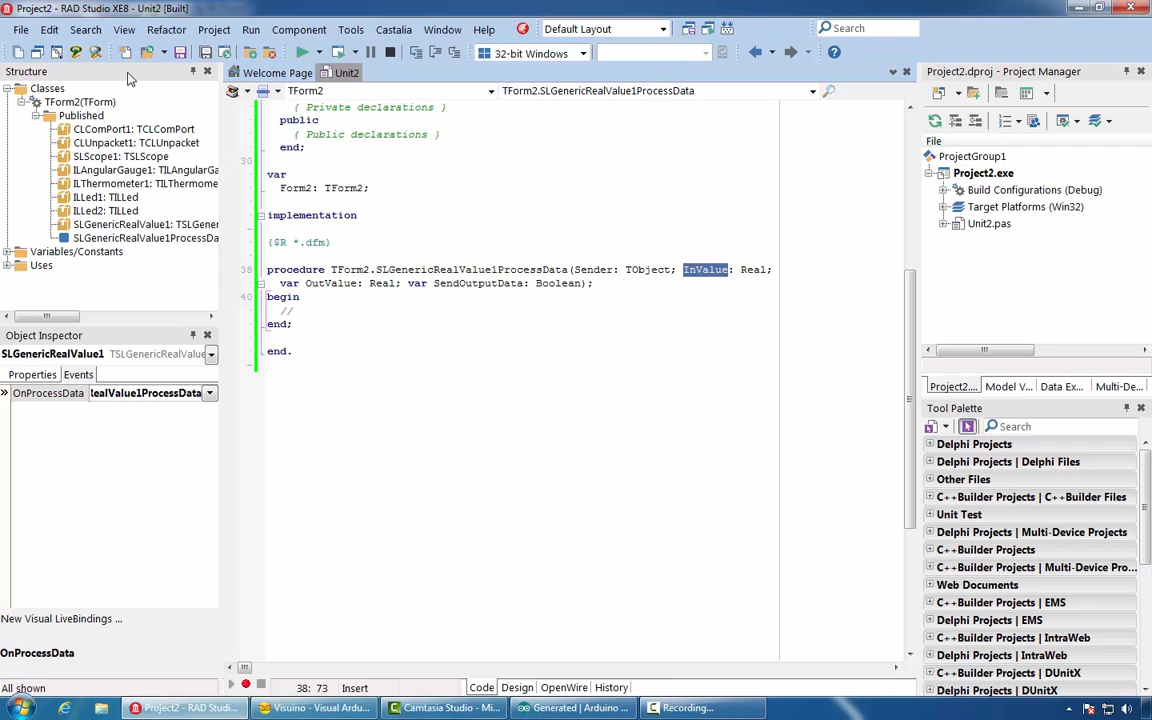 Project2 - RAD Studio XE8 - Unit2 [Built]
File Edit Search View Refactor Project Run Component Tools Castalia Window Help Default Layout Search
32-bit Windows
Structure
Welcome Page Unit2
Project2.dproj - Project Manager
TForm2 TForm2.SLGenericRealValue1ProcessData
Classes
TForm2(TForm)
Published
CLComPort1: TCLComPort
CLUnpacket1: TCLUnpacket
SLScope1: TSLScope
ILAngularGauge1: TILAngularGa
ILThermometer1: TILThermome
ILLed1: TILLed
ILLed2: TILLed
SLGenericRealValue1: TSLGener
SLGenericRealValue1ProcessDa
Variables/Constants
Uses
{ Private declarations }
public
{ Public declarations }
end;
30
var
Form2: TForm2;
implementation
{$R *.dfm}
38 procedure TForm2.SLGenericRealValue1ProcessData(Sender: TObject; InValue: Real;
var OutValue: Real; var SendOutputData: Boolean);
40 begin
//
end;
end.
File
ProjectGroup1
Project2.exe
Build Configurations (Debug)
Target Platforms (Win32)
Unit2.pas
Object Inspector
SLGenericRealValue1 TSLGenericRealValue
Properties Events
OnProcessData RealValue1ProcessData
New Visual LiveBindings ...
OnProcessData
All shown
38: 73 Insert
Code Design OpenWire History
Project2.... Model V... Data Ex... Multi-De...
Tool Palette
Search
Delphi Projects
Delphi Projects | Delphi Files
Other Files
C++Builder Projects | C++Builder Files
Unit Test
Delphi Projects | Multi-Device Projects
C++Builder Projects
C++Builder Projects | Multi-Device Pro...
Web Documents
C++Builder Projects | EMS
Delphi Projects | EMS
C++Builder Projects | IntraWeb
Delphi Projects | IntraWeb
C++Builder Projects | DUnitX
Delphi Projects | DUnitX
Project2 - RAD Studi... Visuino - Visual Ardu... Camtasia Studio - Mi... Generated | Arduino ... Recording...